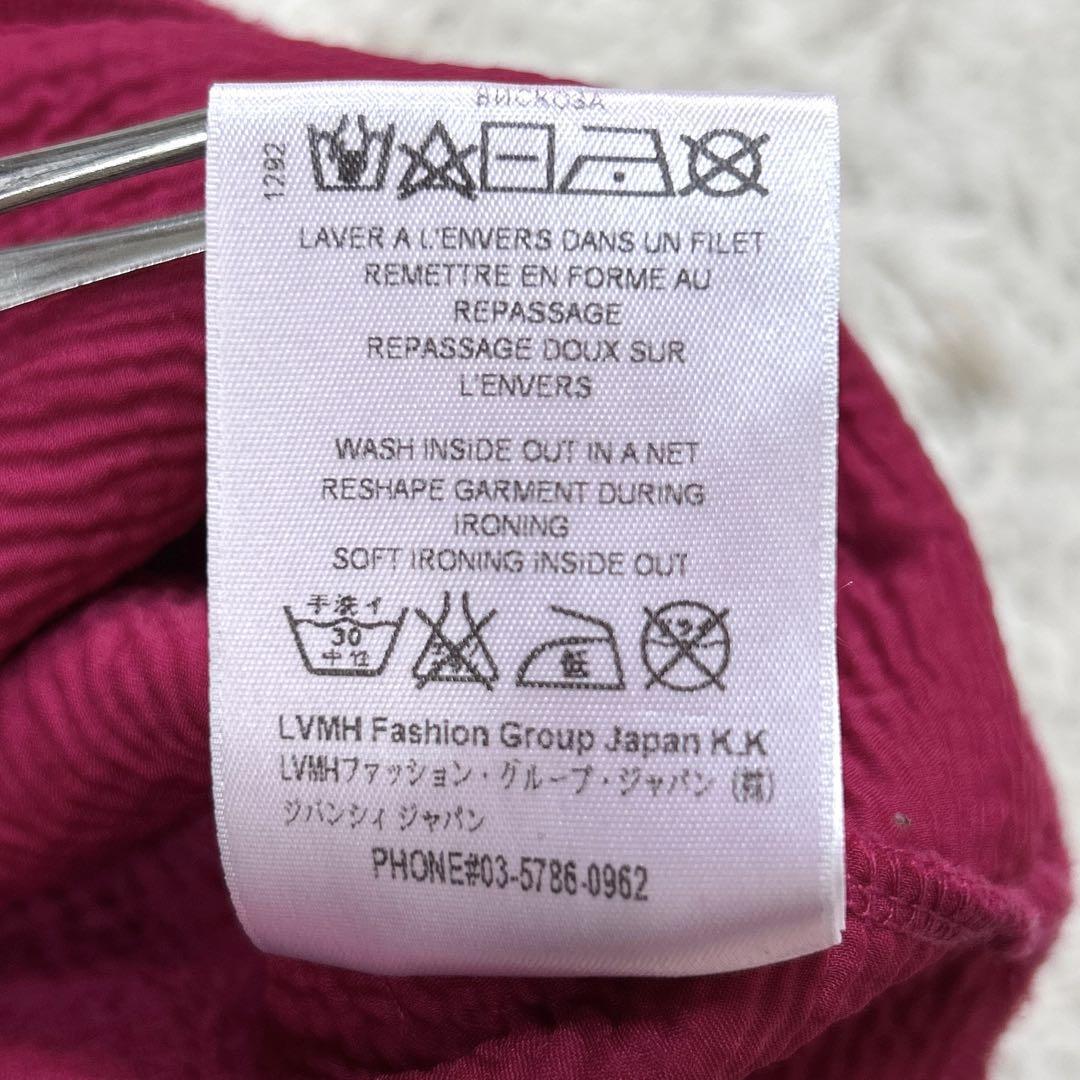 ВИСКОЗА
1292
LAVER A L'ENVERS DANS UN FILET
REMETTRE EN FORME AU
REPASSAGE
REPASSAGE DOUX SUR
L'ENVERS
WASH INSiDE OUT IN A NET
RESHAPE GARMENT DURING
IRONING
SOFT IRONING iNSiDE OUT
手洗イ
30
中性
低
LVMH Fashion Group Japan K.K
LVMHファッション・グループ・ジャパン (株)
ジバンシィ ジャパン
PHONE#03-5786-0962